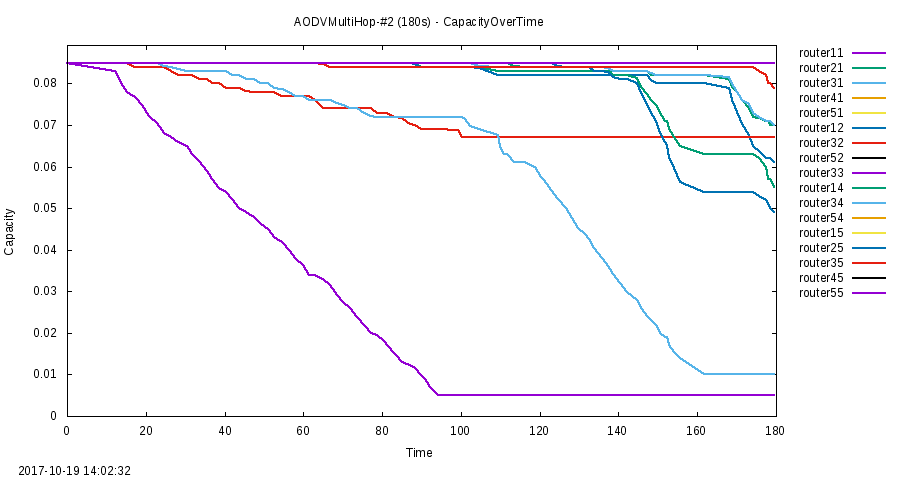 AODVMultiHop-#2 (180s) - CapacityOverTime
Capacity
0.08
0.07
0.06
0.05
0.04
0.03
0.02
0.01
0
0 20 40 60 80 100 120 140 160 180
Time
router11
router21
router31
router41
router51
router12
router32
router52
router33
router14
router34
router54
router15
router25
router35
router45
router55
2017-10-19 14:02:32